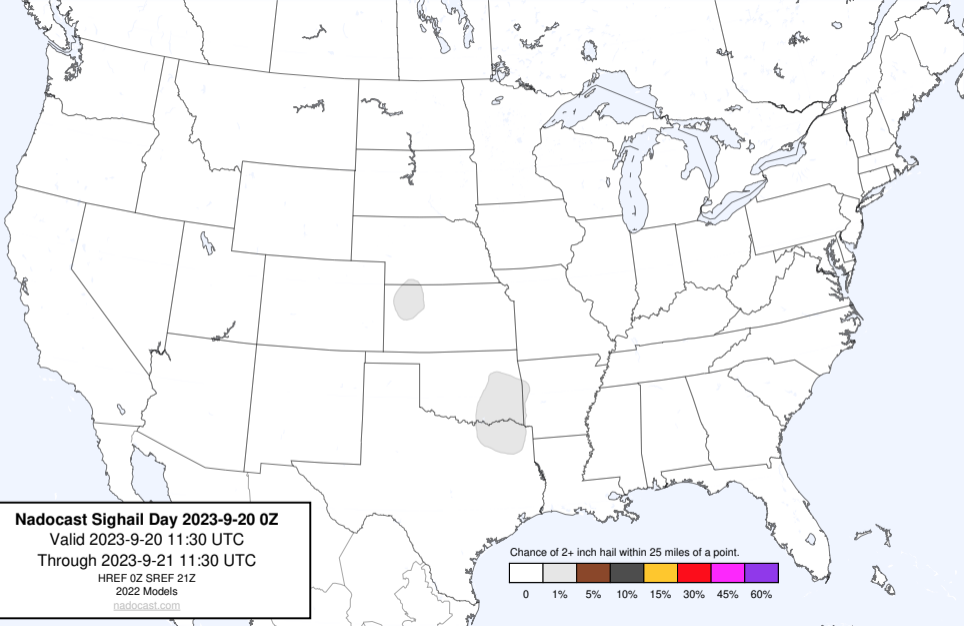 Nadocast Sighail Day 2023-9-20 0Z
Valid 2023-9-20 11:30 UTC
Through 2023-9-21 11:30 UTC
HREF 0Z SREF 21Z
2022 Models
nadocast.com
Chance of 2+ inch hail within 25 miles of a point.
0 1% 5% 10% 15% 30% 45% 60%